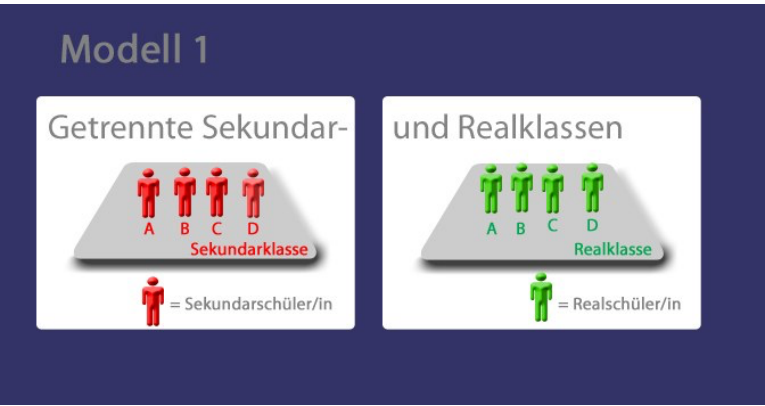 Modell 1
Getrennte Sekundar-
A B C D
Sekundarklasse
= Sekundarschüler/in
und Realklassen
A B C D
Realklasse
= Realschüler/in